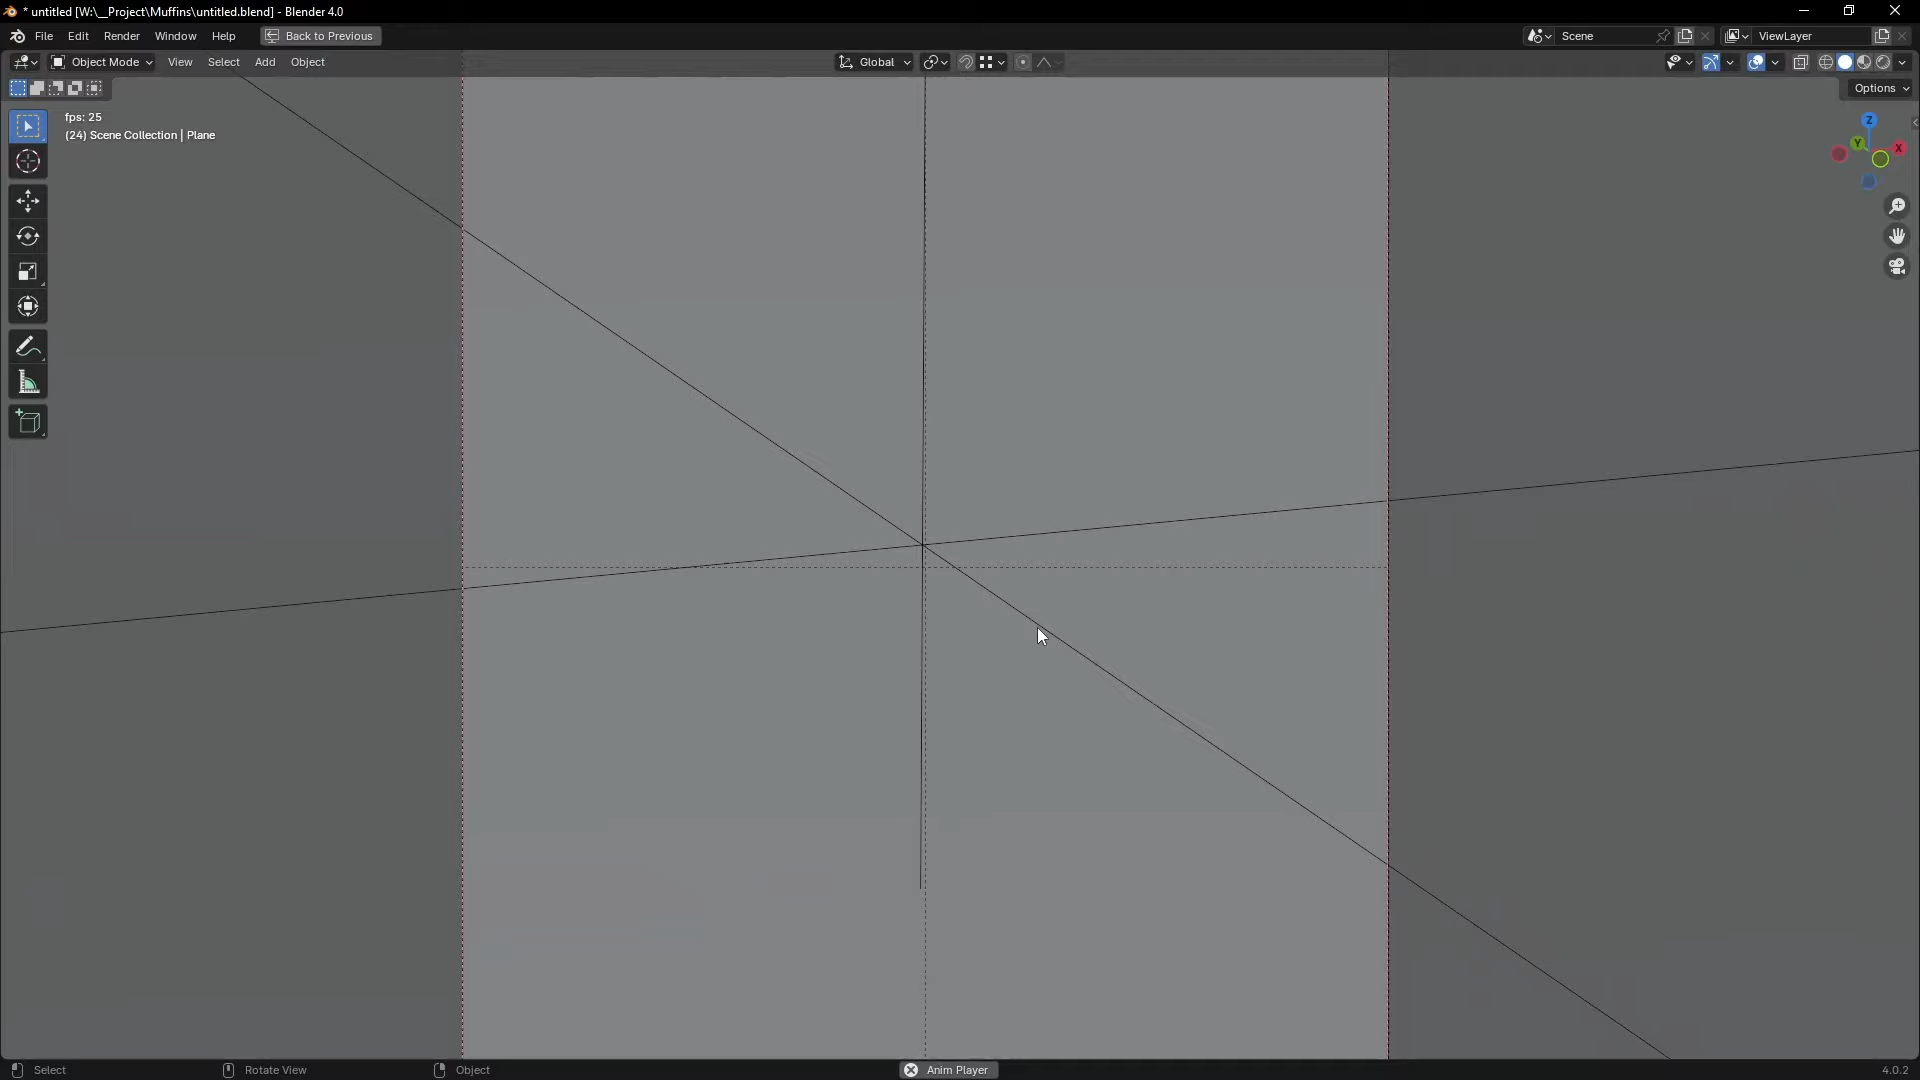 * untitled [W:\__Project\Muffins\untitled.blend] - Blender 4.0
File Edit Render Window Help Back to Previous Scene ViewLayer
Object Mode View Select Add Object Global
Options
fps: 25
(24) Scene Collection | Plane
Z
Y
X
Select Rotate View Object Anim Player 4.0.2